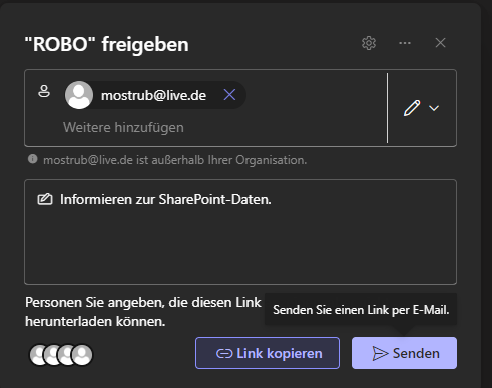 "ROBO" freigeben
mostrub@live.de
Weitere hinzufügen
mostrub@live.de ist außerhalb Ihrer Organisation.
Informieren zur SharePoint-Daten.
Personen Sie angeben, die diesen Link
herunterladen können.
Senden Sie einen Link per E-Mail.
Link kopieren
Senden